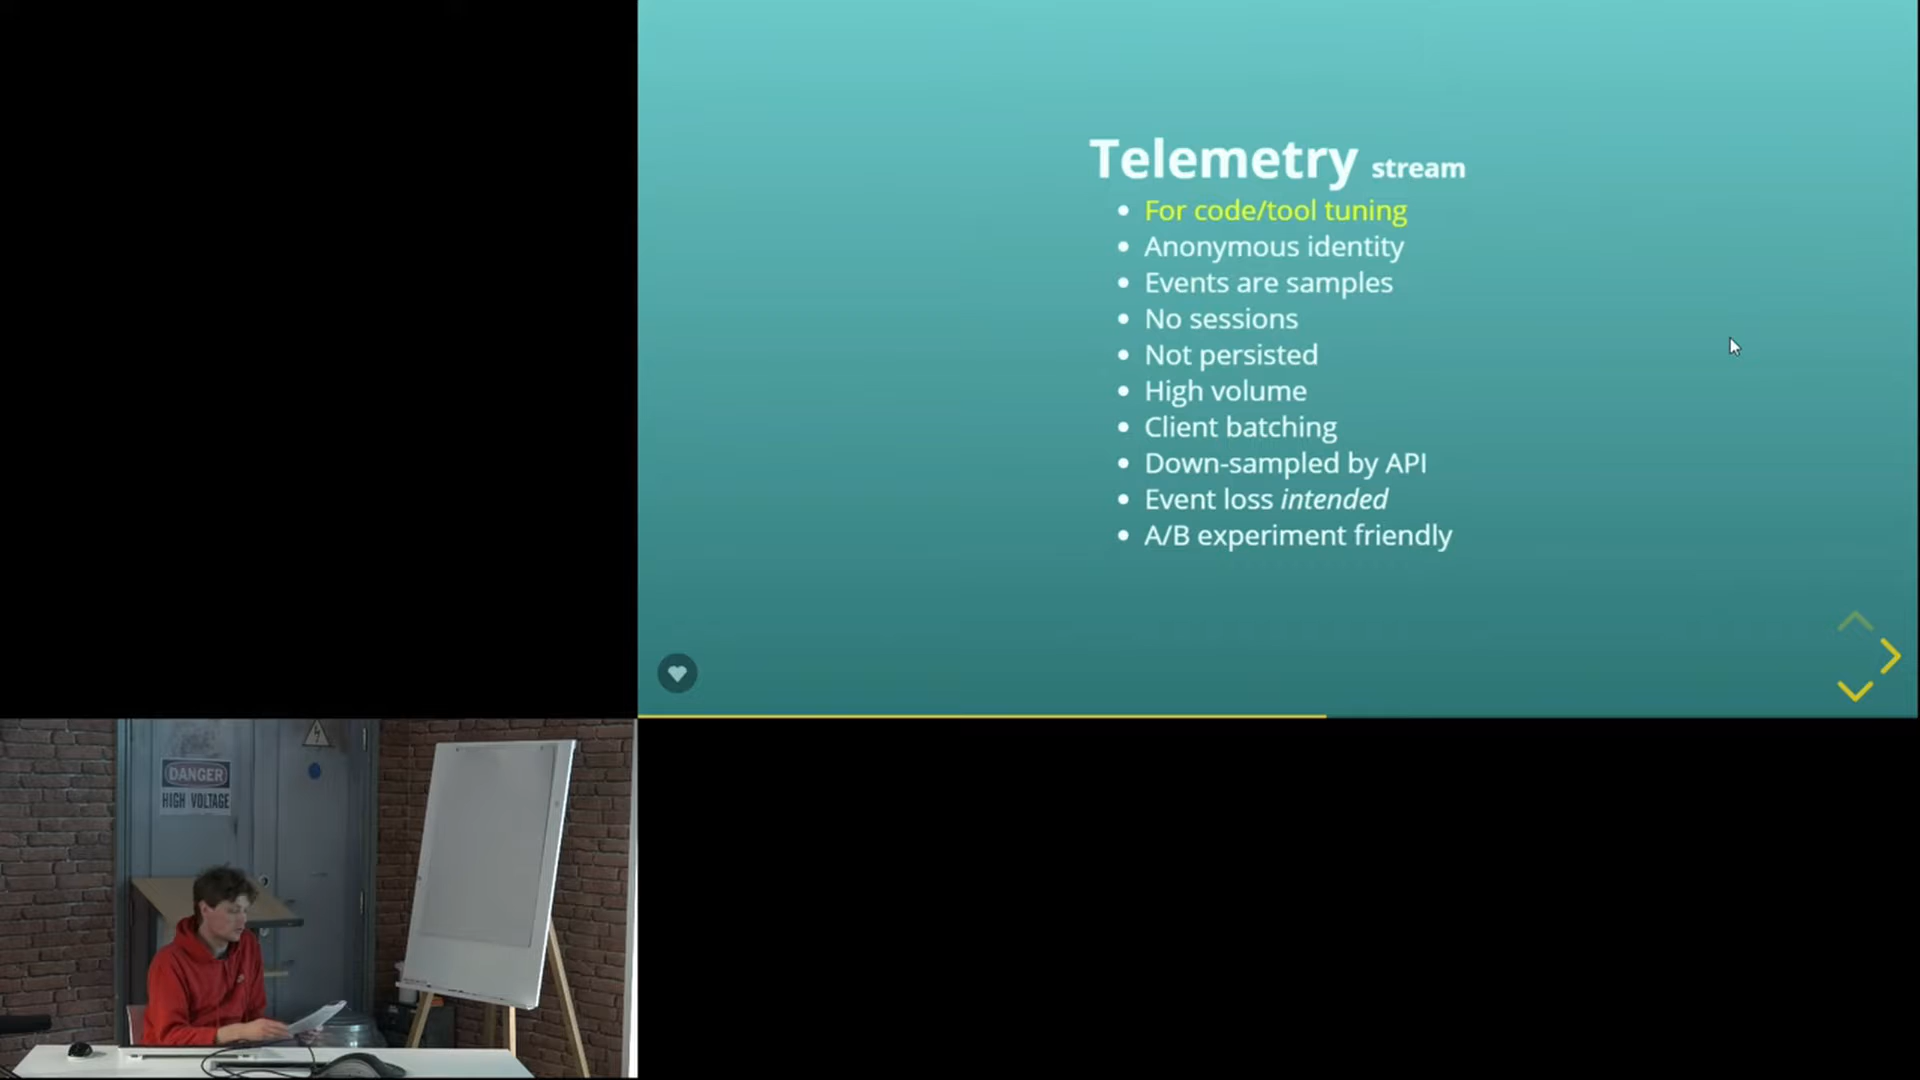 Telemetry stream
For code/tool tuning
Anonymous identity
Events are samples
No sessions
Not persisted
High volume
Client batching
Down-sampled by API
Event loss intended
A/B experiment friendly
DANGER
HIGH VOLTAGE